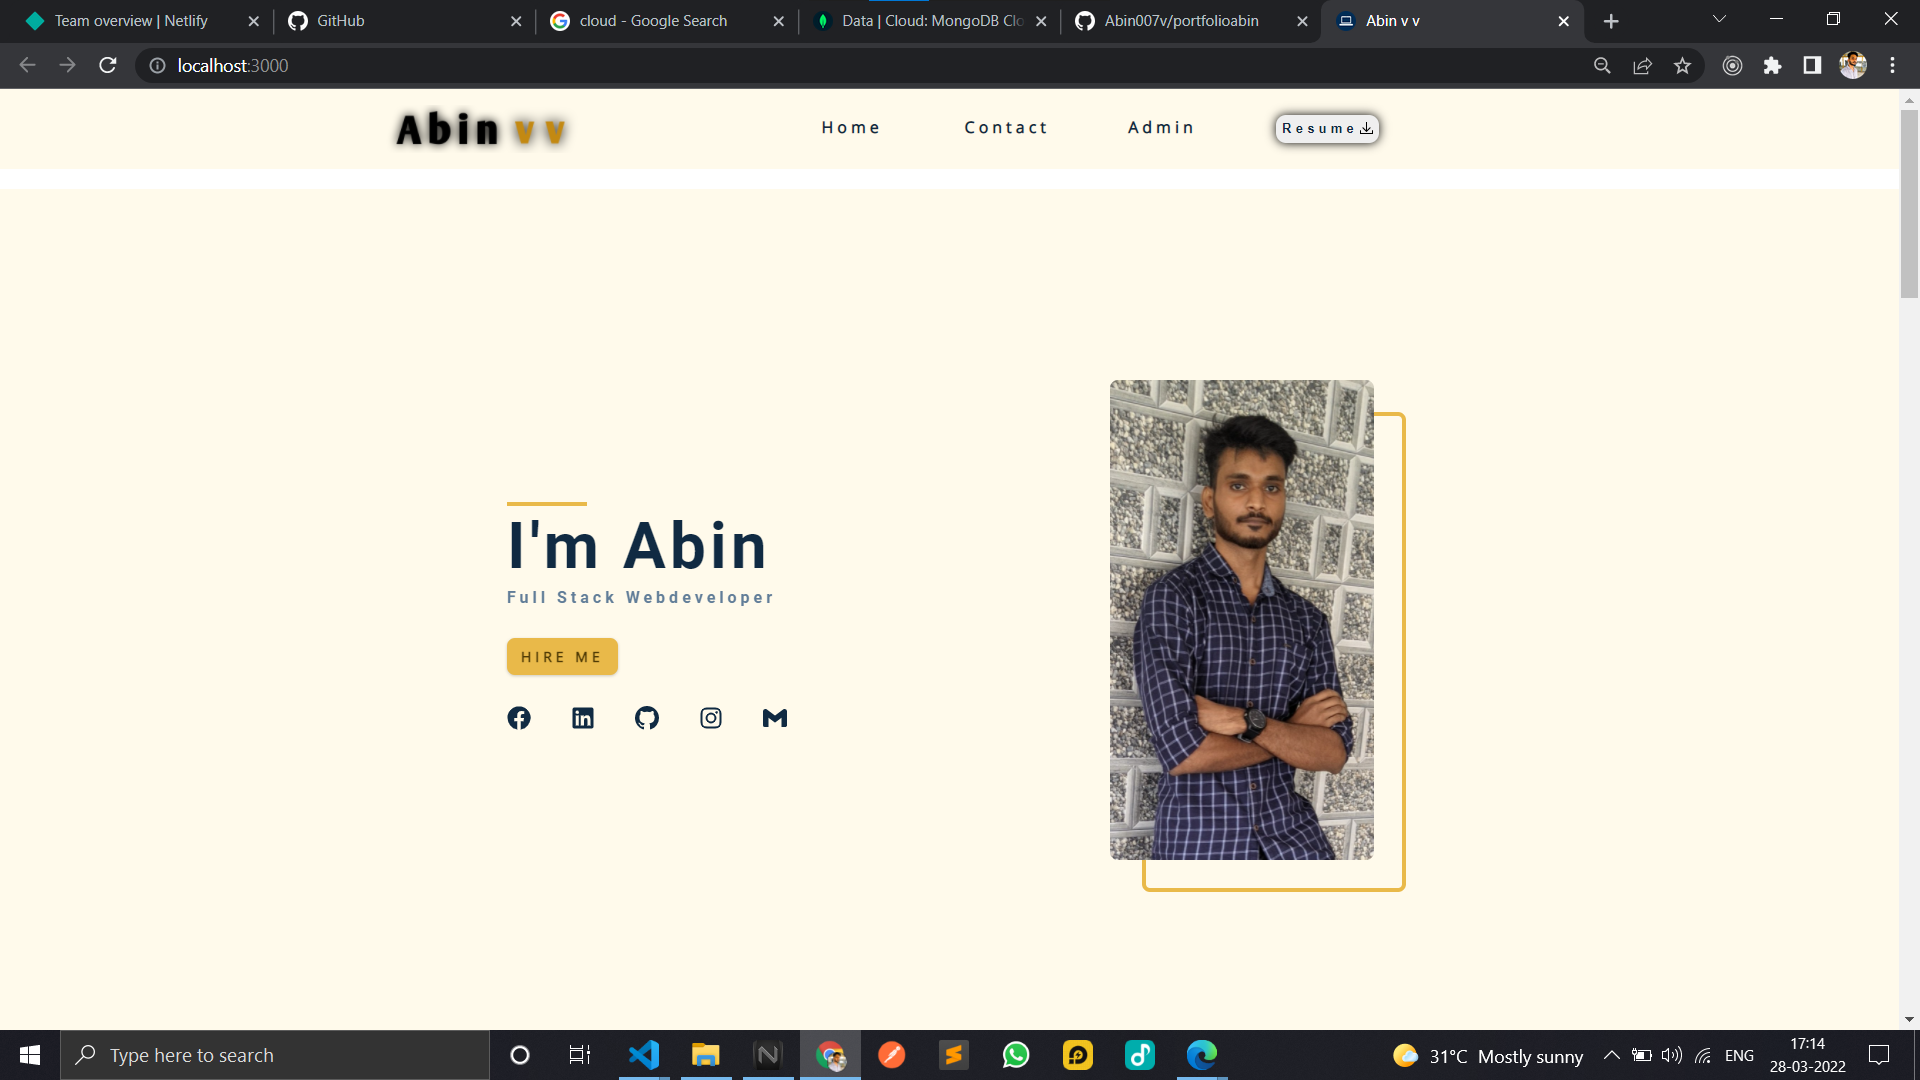 Team overview | Netlify
GitHub
cloud - Google Search
Data | Cloud: MongoDB Clo
Abin007v/portfolioabin
Abin v v
localhost:3000
Abin v v
Home
Contact
Admin
Resume
I'm Abin
Full Stack Webdeveloper
HIRE ME
Type here to search
31°C Mostly sunny
ENG
17:14
28-03-2022